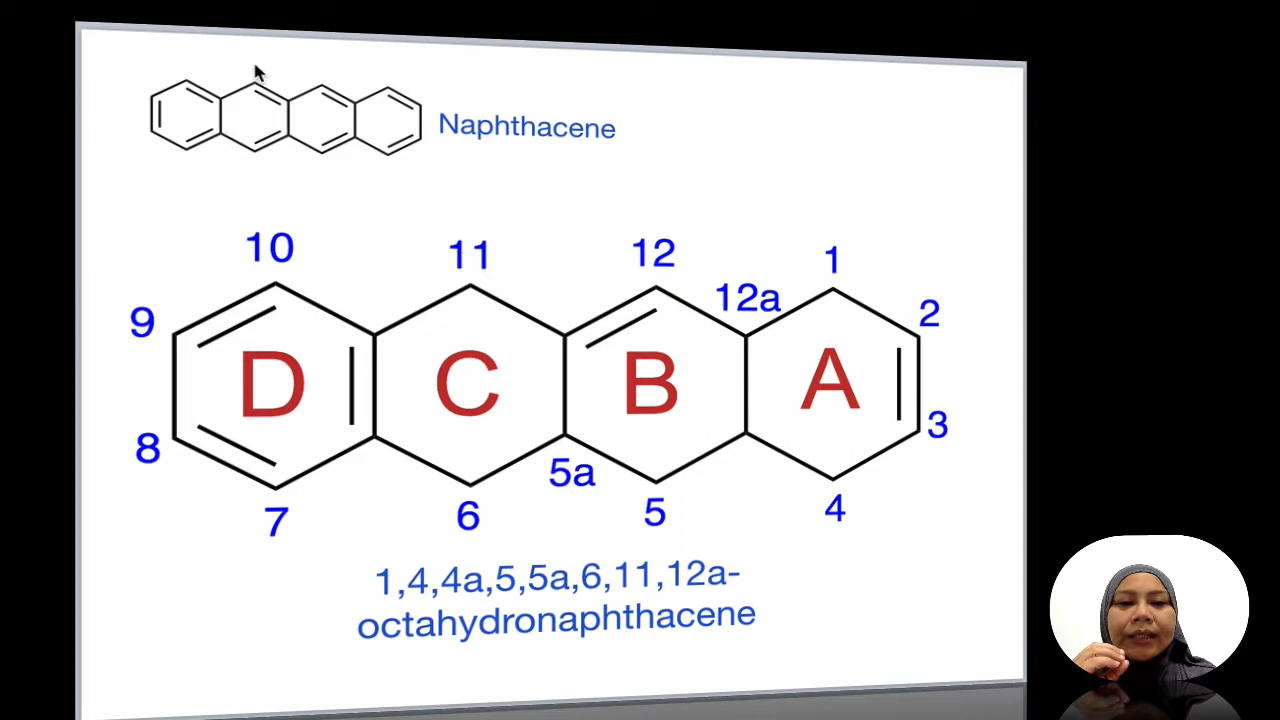 Naphthacene
10
11
12
1
12a
9
2
D
C
B
A
8
3
5a
7
6
5
4
1,4,4a,5,5a,6,11,12a-
octahydronaphthacene